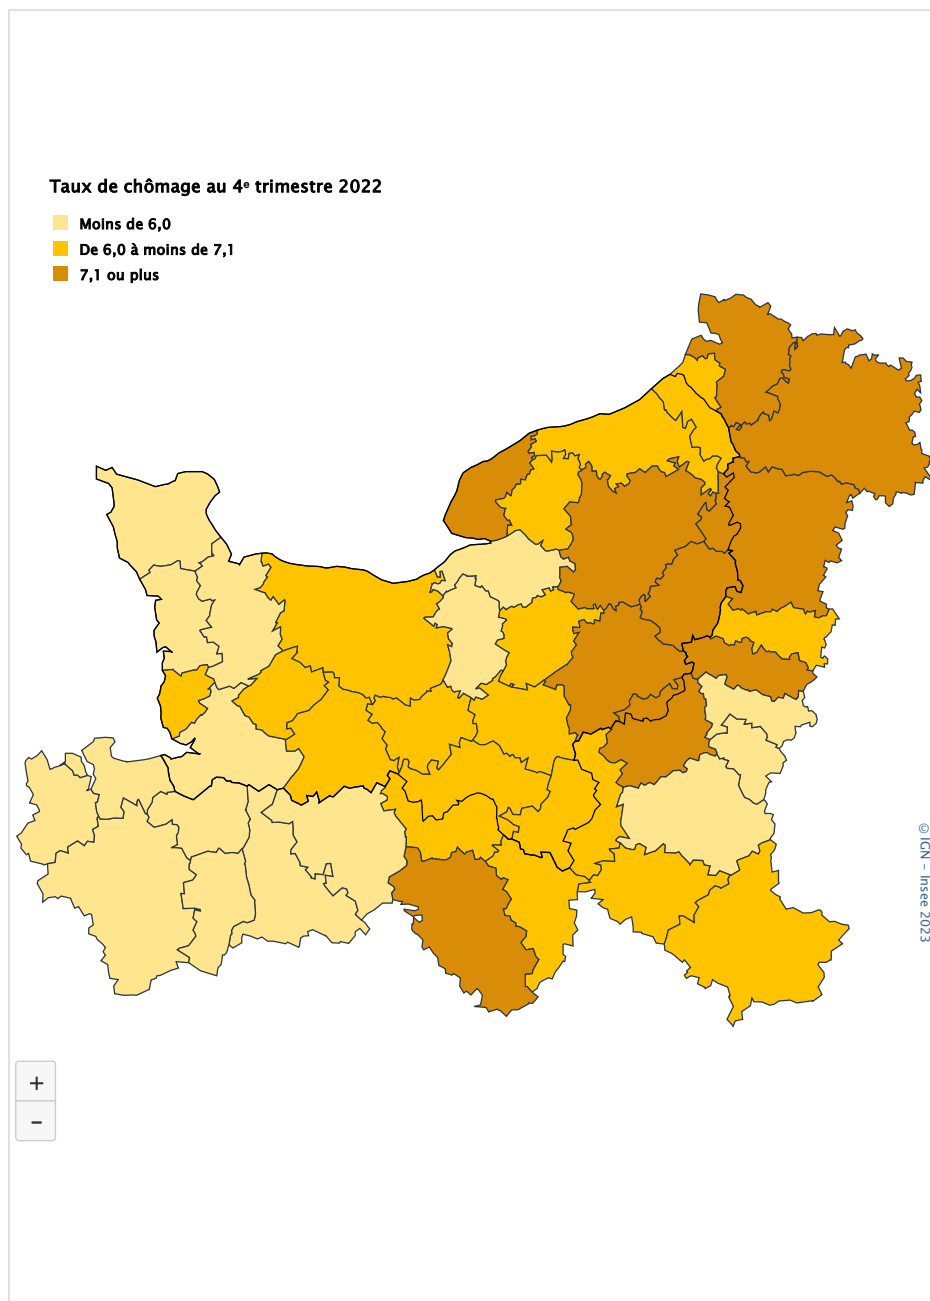 Taux de chômage au 4ᵉ trimestre 2022
Moins de 6,0
De 6,0 à moins de 7,1
7,1 ou plus
© IGN - Insee 2023
+
−